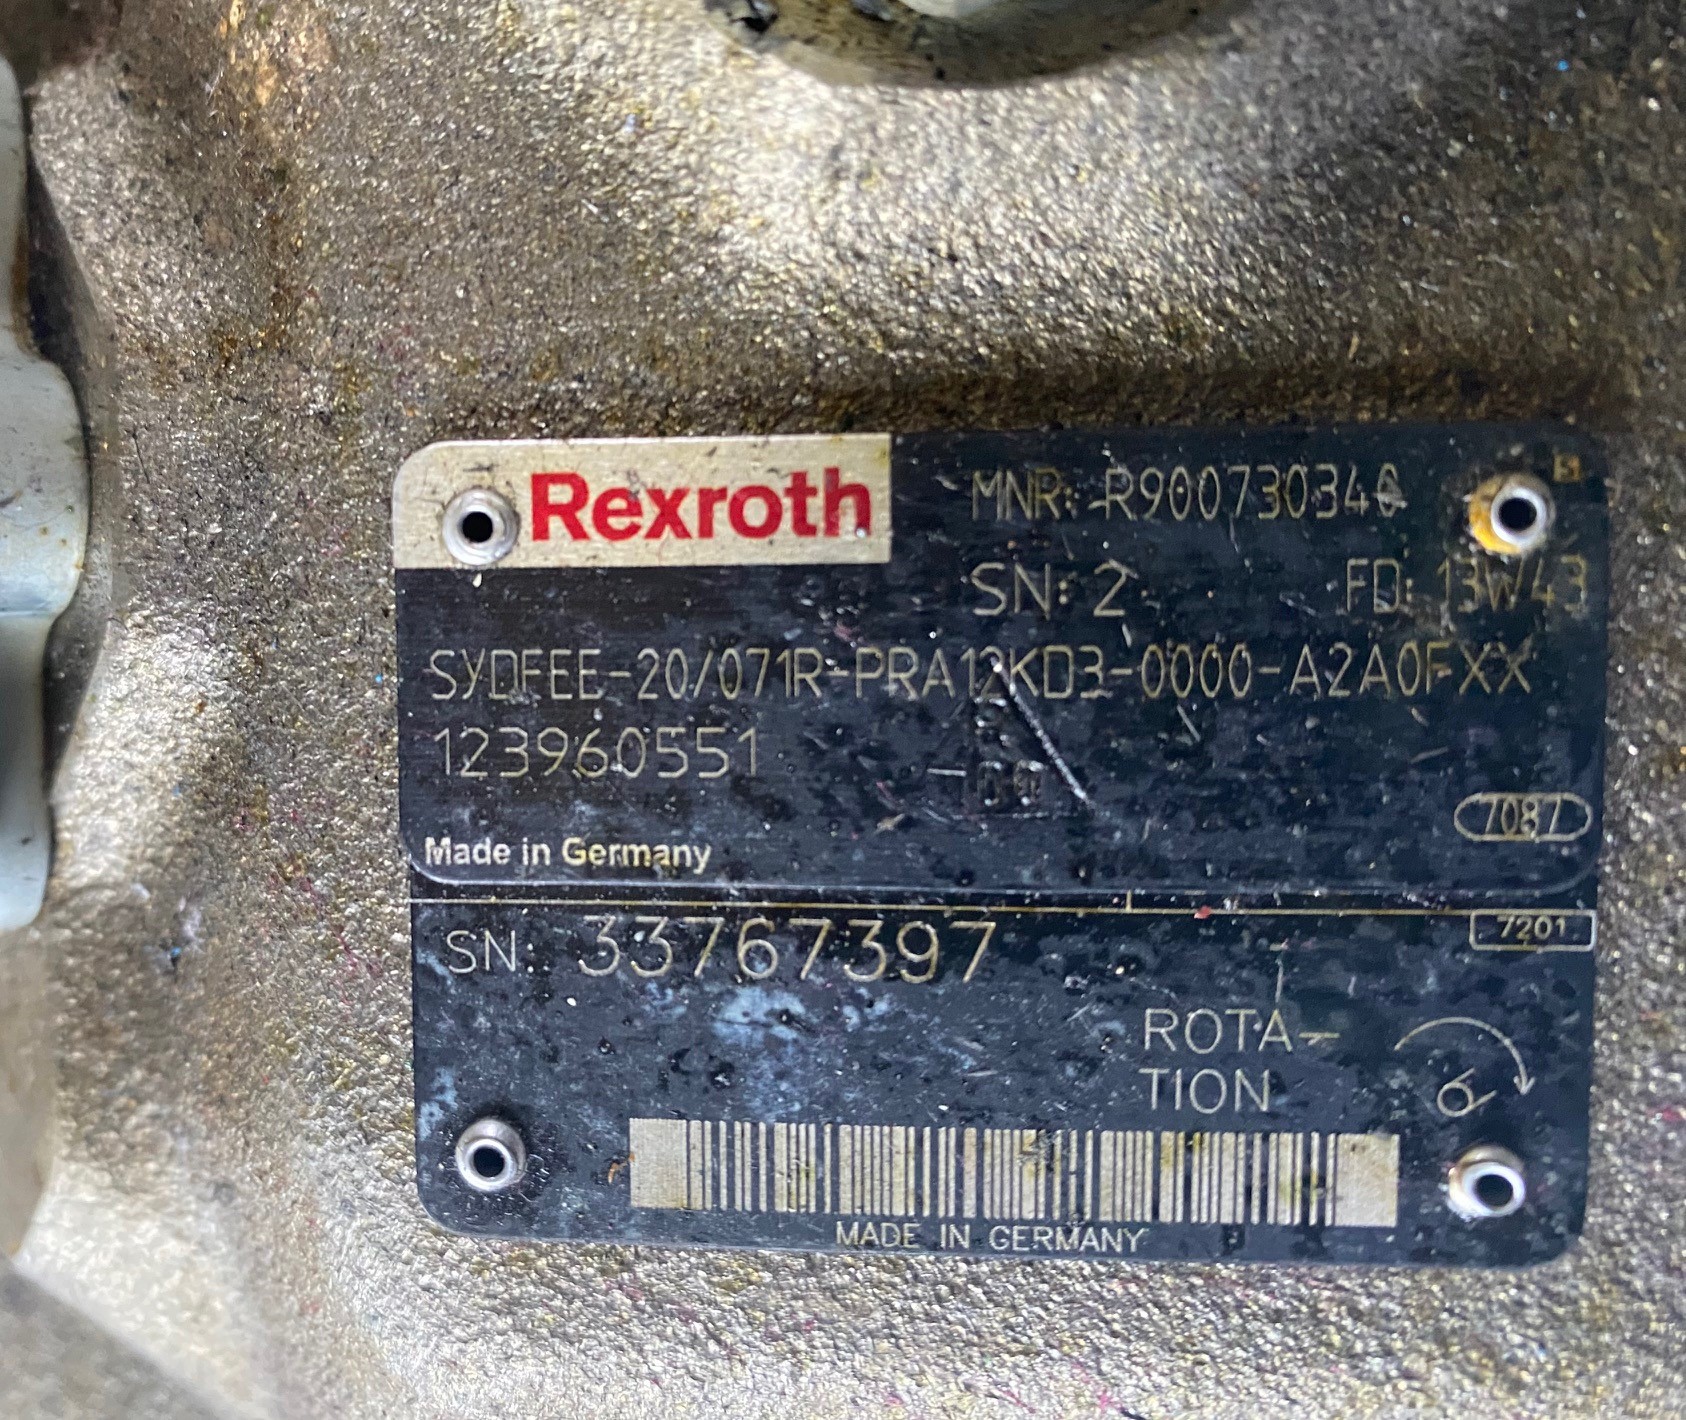 Rexroth
MNR: R900730346
SN: 2 FD: 13W43
SYDFEE-20/071R-PRA12KD3-0000-A2A0FXX
123960551
7087
Made in Germany
7201
SN: 33767397
ROTA-
TION
MADE IN GERMANY